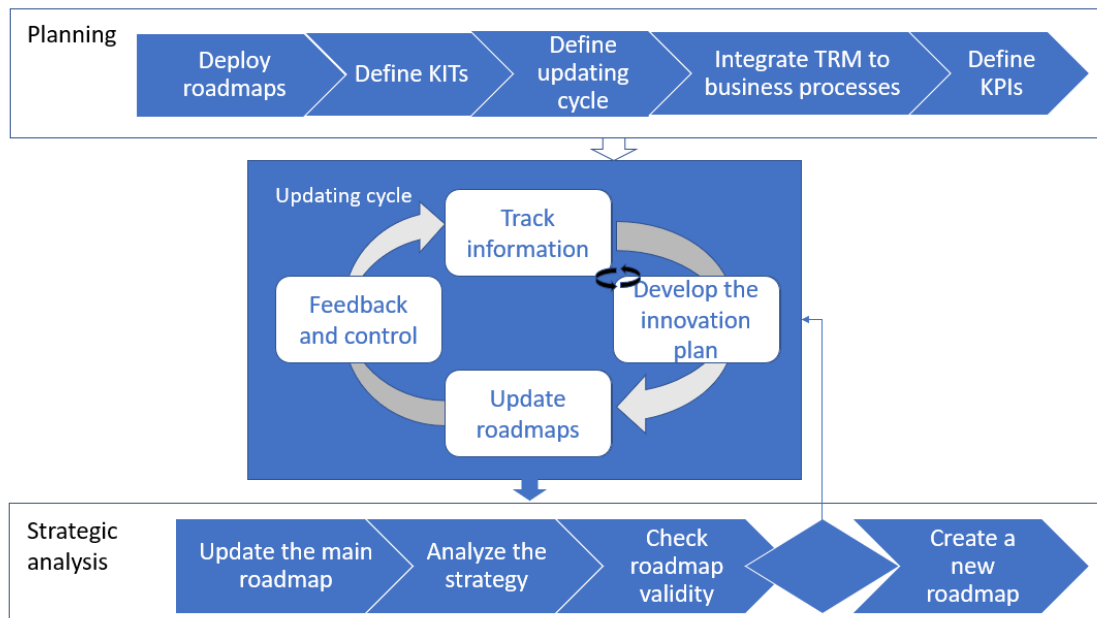 Planning
Deploy
roadmaps
Define KITs
Define
updating
cycle
Integrate TRM to
business processes
Define
KPIs
Updating cycle
Track
information
Develop the
innovation
plan
Update
roadmaps
Feedback
and control
Strategic
analysis
Update the main
roadmap
Analyze the
strategy
Check
roadmap
validity
Create a
new
roadmap